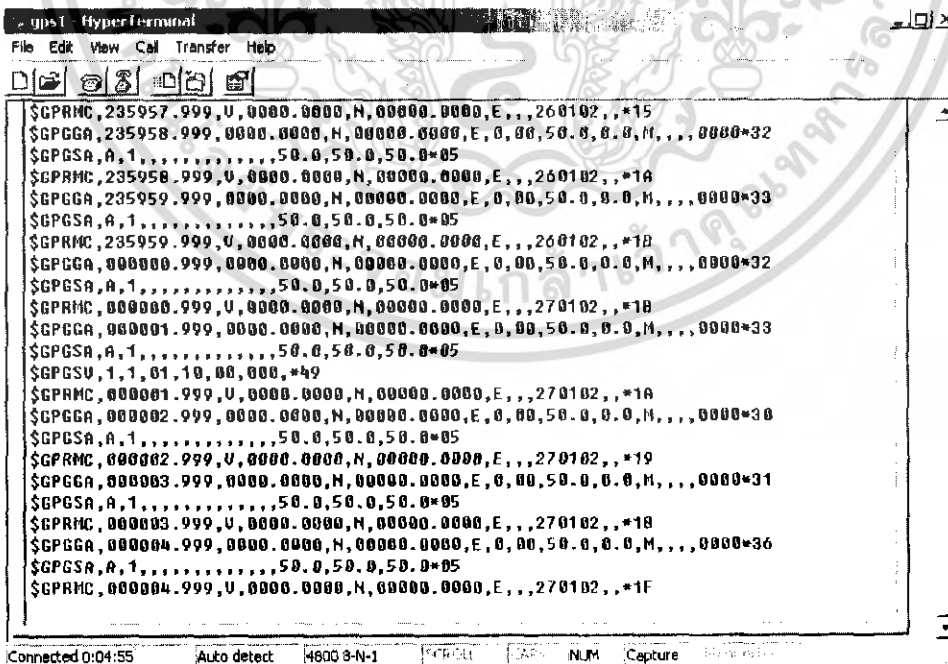 gps1 - HyperTerminal
File Edit View Call Transfer Help
$GPRMC,235957.999,V,0000.0000,N,00000.0000,E,,,260102,,*15
$GPGGA,235958.999,0000.0000,N,00000.0000,E,0,00,50.0,0.0,M,,,,0000*32
$GPGSA,A,1,,,,,,,,,,,,,50.0,50.0,50.0*05
$GPRMC,235958.999,V,0000.0000,N,00000.0000,E,,,260102,,*1A
$GPGGA,235959.999,0000.0000,N,00000.0000,E,0,00,50.0,0.0,M,,,,0000*33
$GPGSA,A,1,,,,,,,,,,,,,50.0,50.0,50.0*05
$GPRMC,235959.999,V,0000.0000,N,00000.0000,E,,,260102,,*1B
$GPGGA,000000.999,0000.0000,N,00000.0000,E,0,00,50.0,0.0,M,,,,0000*32
$GPGSA,A,1,,,,,,,,,,,,,50.0,50.0,50.0*05
$GPRMC,000000.999,V,0000.0000,N,00000.0000,E,,,270102,,*1B
$GPGGA,000001.999,0000.0000,N,00000.0000,E,0,00,50.0,0.0,M,,,,0000*33
$GPGSA,A,1,,,,,,,,,,,,,50.0,50.0,50.0*05
$GPGSV,1,1,01,10,00,000,*49
$GPRMC,000001.999,V,0000.0000,N,00000.0000,E,,,270102,,*1A
$GPGGA,000002.999,0000.0000,N,00000.0000,E,0,00,50.0,0.0,M,,,,0000*30
$GPGSA,A,1,,,,,,,,,,,,,50.0,50.0,50.0*05
$GPRMC,000002.999,V,0000.0000,N,00000.0000,E,,,270102,,*19
$GPGGA,000003.999,0000.0000,N,00000.0000,E,0,00,50.0,0.0,M,,,,0000*31
$GPGSA,A,1,,,,,,,,,,,,,50.0,50.0,50.0*05
$GPRMC,000003.999,V,0000.0000,N,00000.0000,E,,,270102,,*18
$GPGGA,000004.999,0000.0000,N,00000.0000,E,0,00,50.0,0.0,M,,,,0000*36
$GPGSA,A,1,,,,,,,,,,,,,50.0,50.0,50.0*05
$GPRMC,000004.999,V,0000.0000,N,00000.0000,E,,,270102,,*1F
Connected 0:04:55 Auto detect 4800 8-N-1 SCROLL CAPS NUM Capture